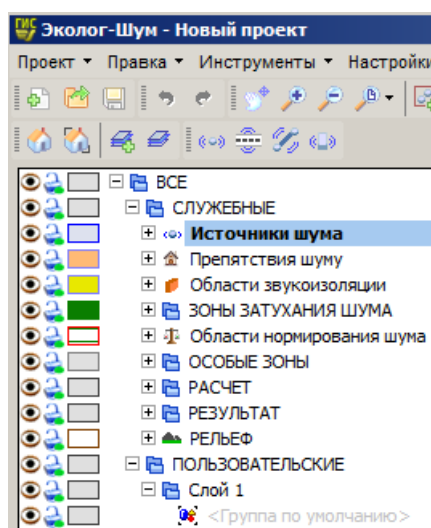 ГИС Эколог-Шум - Новый проект
Проект Правка Инструменты Настройки
ВСЕ
СЛУЖЕБНЫЕ
Источники шума
Препятствия шуму
Области звукоизоляции
ЗОНЫ ЗАТУХАНИЯ ШУМА
Области нормирования шума
ОСОБЫЕ ЗОНЫ
РАСЧЕТ
РЕЗУЛЬТАТ
РЕЛЬЕФ
ПОЛЬЗОВАТЕЛЬСКИЕ
Слой 1
<Группа по умолчанию>